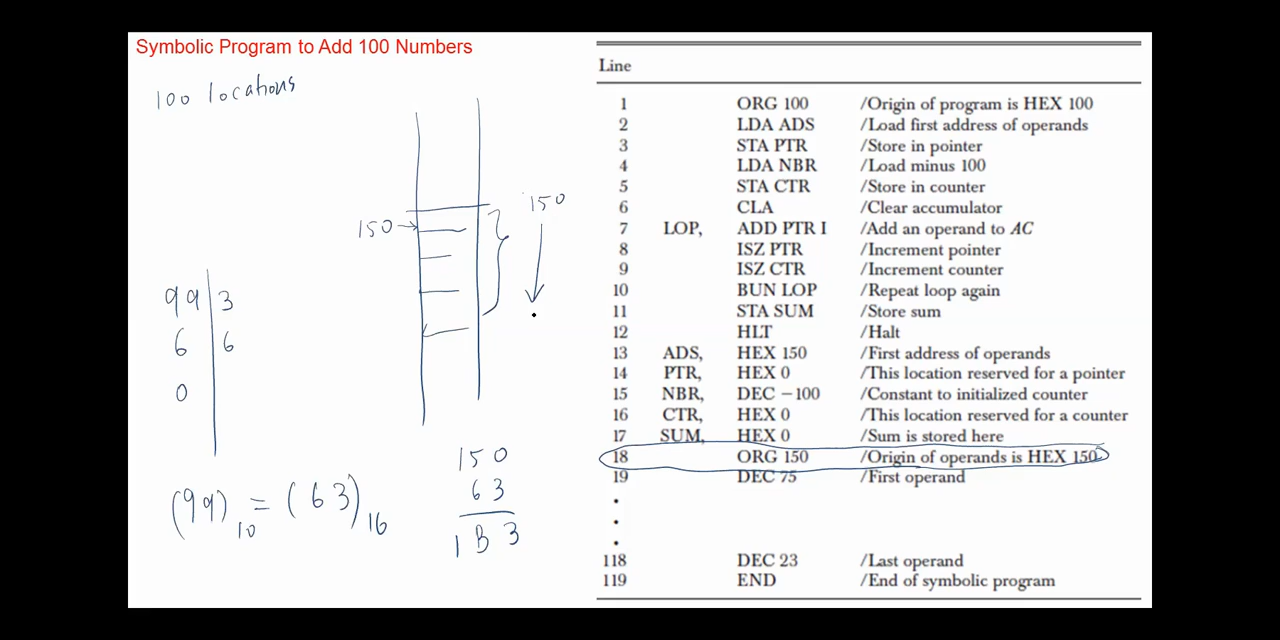 Symbolic Program to Add 100 Numbers
100 locations
150
150
99 3
6 6
0
(99)10 = (63)16
150
63
1B3
Line
1 ORG 100 /Origin of program is HEX 100
2 LDA ADS /Load first address of operands
3 STA PTR /Store in pointer
4 LDA NBR /Load minus 100
5 STA CTR /Store in counter
6 CLA /Clear accumulator
7 LOP, ADD PTR I /Add an operand to AC
8 ISZ PTR /Increment pointer
9 ISZ CTR /Increment counter
10 BUN LOP /Repeat loop again
11 STA SUM /Store sum
12 HLT /Halt
13 ADS, HEX 150 /First address of operands
14 PTR, HEX 0 /This location reserved for a pointer
15 NBR, DEC −100 /Constant to initialized counter
16 CTR, HEX 0 /This location reserved for a counter
17 SUM, HEX 0 /Sum is stored here
18 ORG 150 /Origin of operands is HEX 150
19 DEC 75 /First operand
.
.
.
118 DEC 23 /Last operand
119 END /End of symbolic program